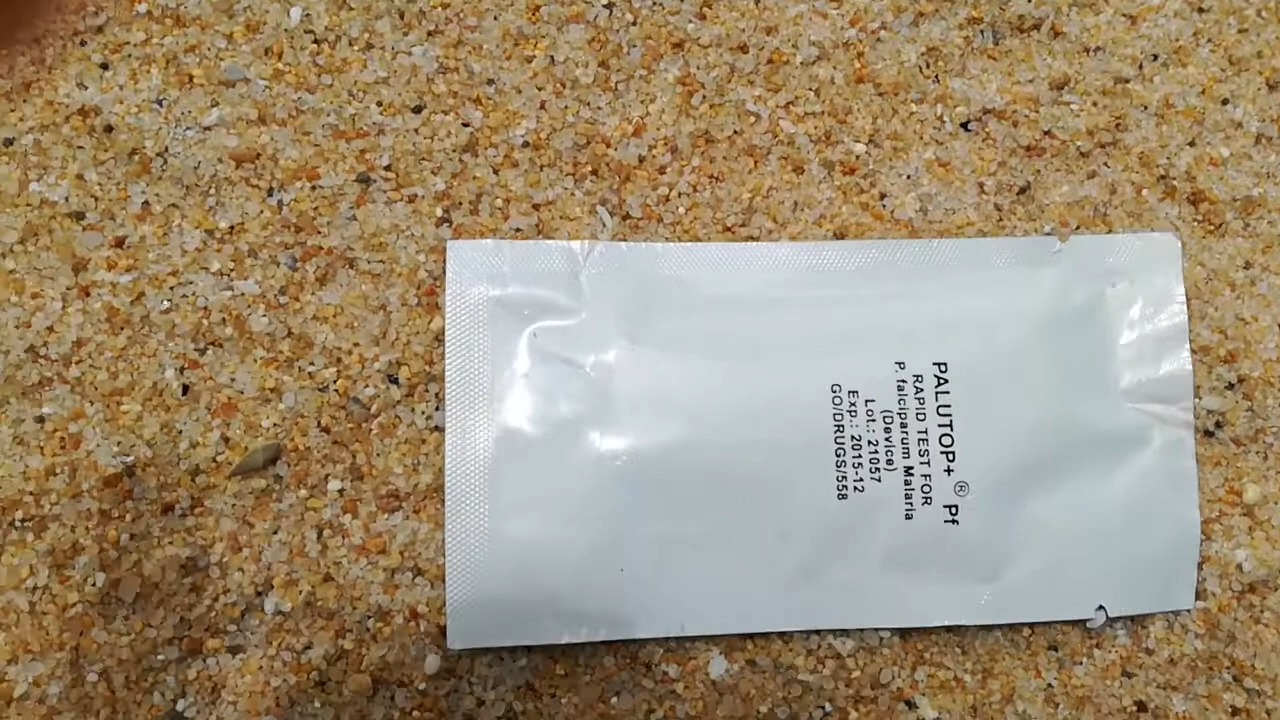 PALUTOP+ ® Pf
RAPID TEST FOR
P. falciparum Malaria
(Device)
Lot.: 21057
Exp.: 2015-12
GO/DRUGS/558